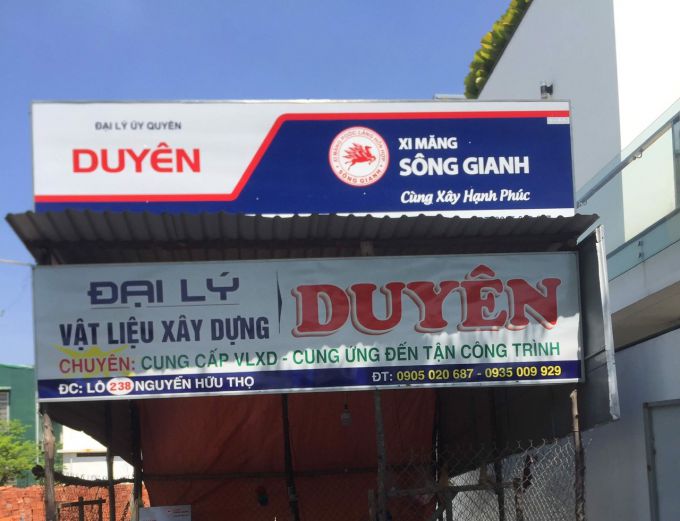 ĐẠI LÝ ỦY QUYỀN
DUYÊN
XI MĂNG
SÔNG GIANH
Cùng Xây Hạnh Phúc
SÔNG GIANH
ĐẠI LÝ
VẬT LIỆU XÂY DỰNG
DUYÊN
CHUYÊN: CUNG CẤP VLXD - CUNG ỨNG ĐẾN TẬN CÔNG TRÌNH
ĐC: LÔ 238 NGUYỄN HỮU THỌ
ĐT: 0905 020 687 - 0935 009 929